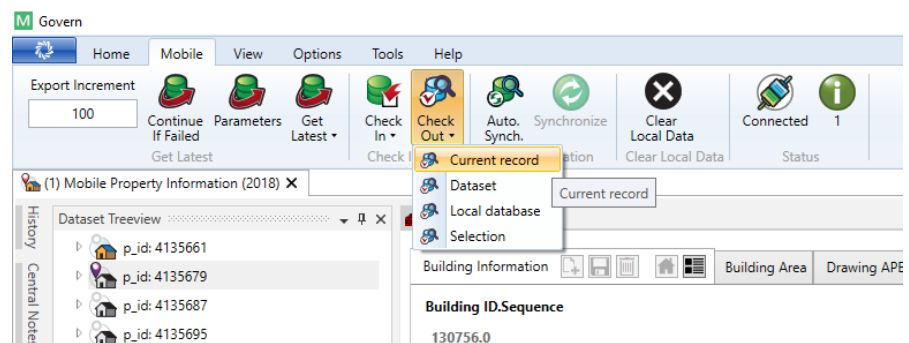 M Govern
Home Mobile View Options Tools Help
Export Increment
100
Continue
If Failed
Parameters
Get
Latest
Get Latest
Check
In
Check
Out
Check I
Auto.
Synch.
Synchronize
ation
Clear
Local Data
Clear Local Data
Connected
1
Status
Current record
Dataset
Local database
Selection
Current record
(1) Mobile Property Information (2018)
History
Central Notes
Dataset Treeview
p_id: 4135661
p_id: 4135679
p_id: 4135687
p_id: 4135695
Building Information
Building Area
Drawing APE
Building ID.Sequence
130756.0